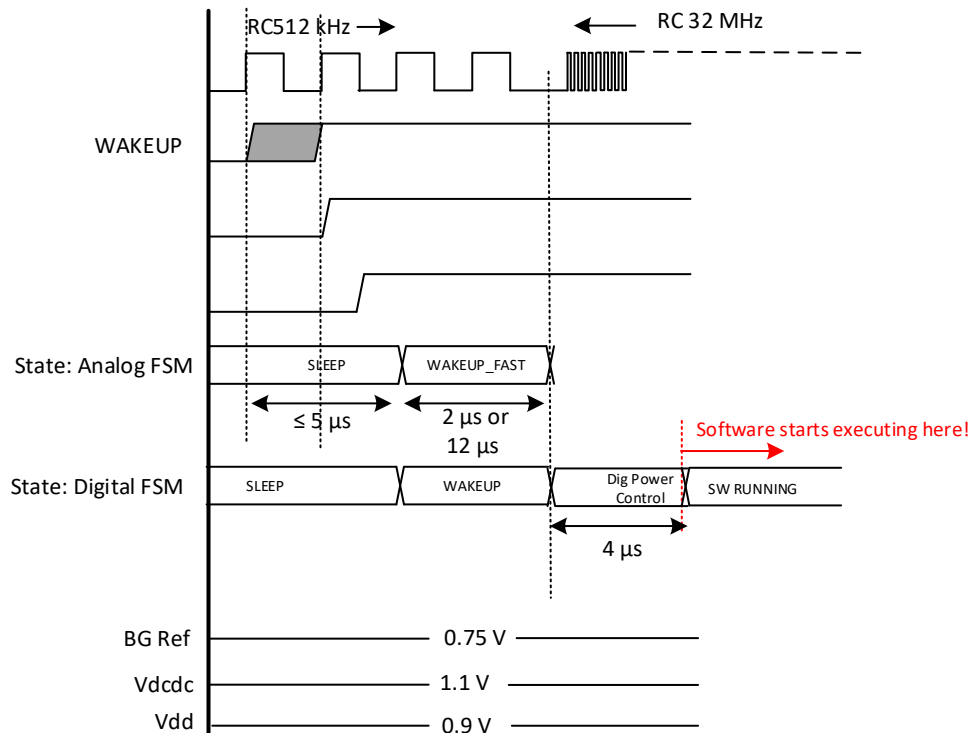 RC512 kHz
RC 32 MHz
WAKEUP
State: Analog FSM
SLEEP
WAKEUP_FAST
≤ 5 µs
2 µs or
12 µs
Software starts executing here!
State: Digital FSM
SLEEP
WAKEUP
Dig Power
Control
SW RUNNING
4 µs
BG Ref
0.75 V
Vdcdc
1.1 V
Vdd
0.9 V